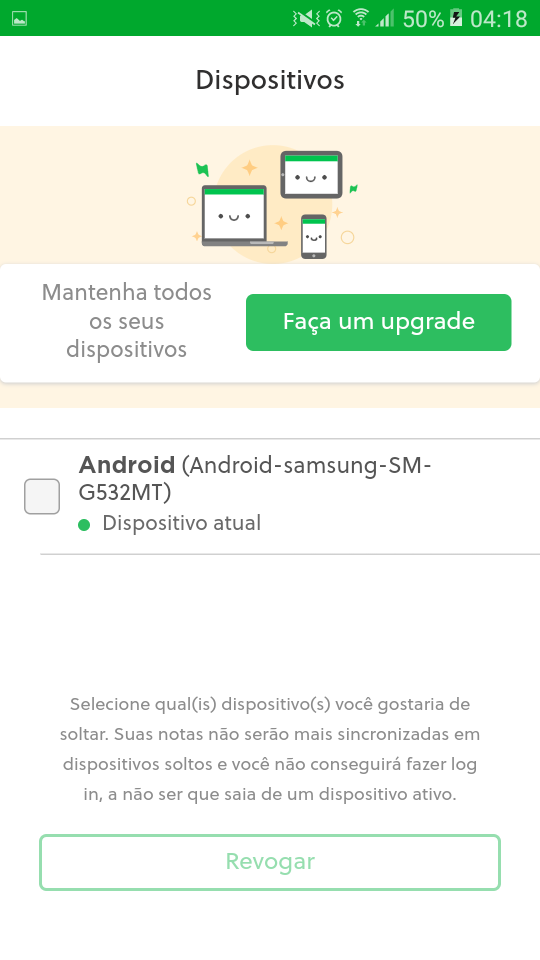 50% 04:18
Dispositivos
Mantenha todos
os seus
dispositivos
Faça um upgrade
Android (Android-samsung-SM-
G532MT)
Dispositivo atual
Selecione qual(is) dispositivo(s) você gostaria de
soltar. Suas notas não serão mais sincronizadas em
dispositivos soltos e você não conseguirá fazer log
in, a não ser que saia de um dispositivo ativo.
Revogar